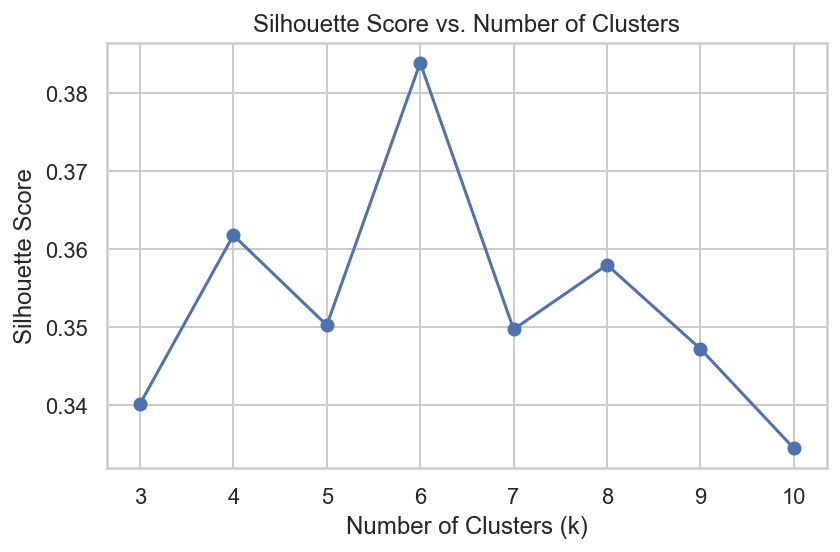 Silhouette Score vs. Number of Clusters
Silhouette Score
0.38
0.37
0.36
0.35
0.34
3 4 5 6 7 8 9 10
Number of Clusters (k)